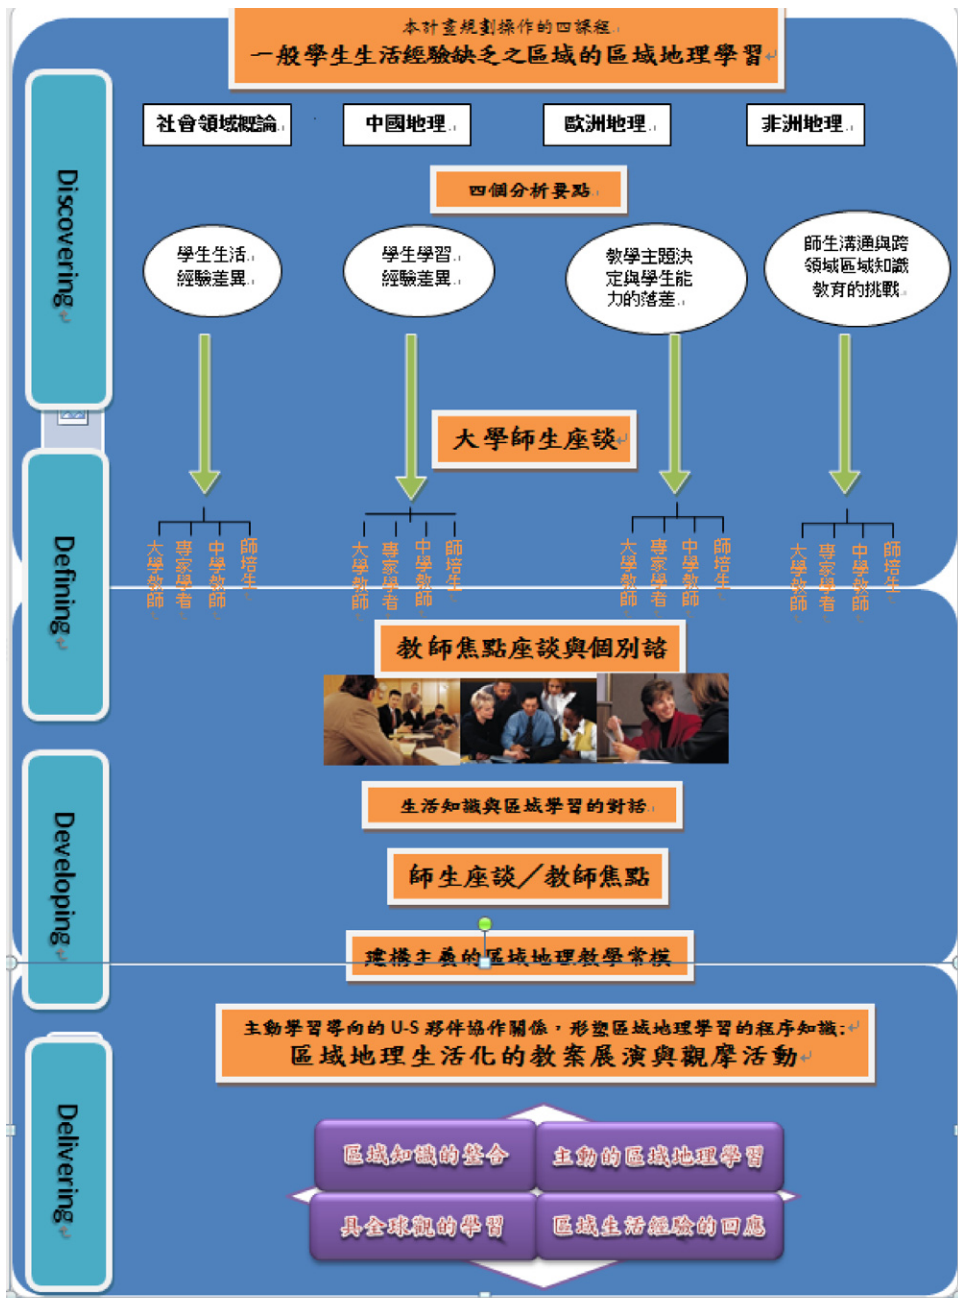 本計畫規劃操作的四課程
一般學生生活經驗缺乏之區域的區域地理學習
社會領域概論
中國地理
歐洲地理
非洲地理
Discovering
四個分析要點
學生生活
經驗差異
學生學習
經驗差異
教學主題決
定與學生能
力的落差
師生溝通與跨
領域區域知識
教育的挑戰
大學師生座談
Defining
大學教師
專家學者
中學教師
師培生
大學教師
專家學者
中學教師
師培生
大學教師
專家學者
中學教師
師培生
大學教師
專家學者
中學教師
師培生
教師焦點座談與個別諮
Developing
生活知識與區域學習的對話
師生座談／教師焦點
建構主義的區域地理教學常模
Delivering
主動學習導向的 U-S 夥伴協作關係，形塑區域地理學習的程序知識:
區域地理生活化的教案展演與觀摩活動
區域知識的整合
主動的區域地理學習
具全球觀的學習
區域生活經驗的回應